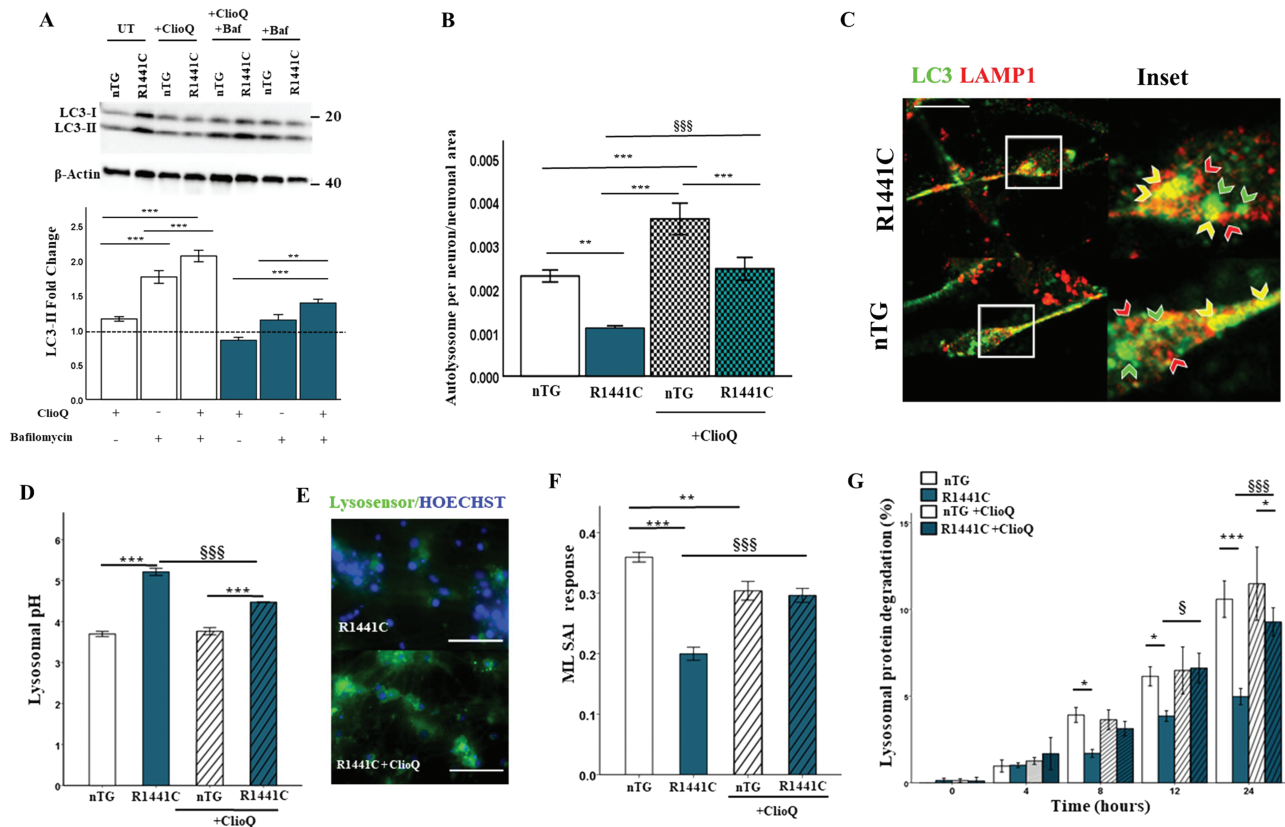 A
UT
+ClioQ
+ClioQ
+Baf
+Baf
nTG
R1441C
nTG
R1441C
nTG
R1441C
nTG
R1441C
LC3-I
LC3-II
β-Actin
20
40
***
***
***
**
***
LC3-II Fold Change
2.5
2.0
1.5
1.0
0.5
0.0
ClioQ + - + + - +
Bafilomycin - + + - + +
B
Autolysosome per neuron/neuronal area
0.005
0.004
0.003
0.002
0.001
0.000
§§§
***
***
***
**
nTG R1441C nTG R1441C
+ClioQ
C
LC3 LAMP1
Inset
R1441C
nTG
D
Lysosomal pH
6
5
4
3
2
1
0
***
§§§
***
nTG R1441C nTG R1441C
+ClioQ
E
Lysosensor/HOECHST
R1441C
R1441C+ClioQ
F
ML SA1 response
0.4
0.3
0.2
0.1
0.0
**
***
§§§
nTG R1441C nTG R1441C
+ClioQ
G
nTG
R1441C
nTG +ClioQ
R1441C +ClioQ
Lysosomal protein degradation (%)
15
10
5
0
*
*
§
***
§§§
*
0 4 8 12 24
Time (hours)